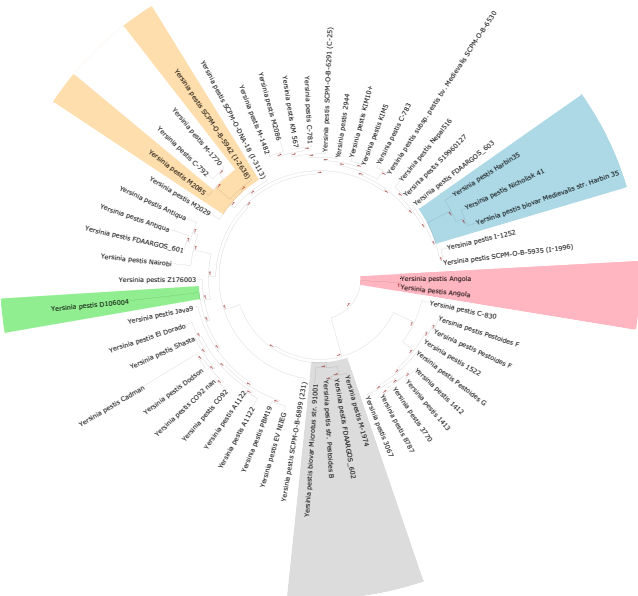 Yersinia pestis SCPM-O-B-6291 (C-25)
Yersinia pestis 2944
Yersinia pestis KIM10+
Yersinia pestis KIM5
Yersinia pestis C-783
Yersinia pestis subsp. pestis bv. Medievalis SCPM-O-B-6530
Yersinia pestis Nepal516
Yersinia pestis S19960127
Yersinia pestis FDAARGOS_603
Yersinia pestis Harbin35
Yersinia pestis Nicholisk 41
Yersinia pestis biovar Medievalis str. Harbin 35
Yersinia pestis I-1252
Yersinia pestis SCPM-O-B-5935 (I-1996)
Yersinia pestis Angola
Yersinia pestis Angola
Yersinia pestis C-830
Yersinia pestis Pestoides F
Yersinia pestis Pestoides F
Yersinia pestis 1522
Yersinia pestis Pestoides G
Yersinia pestis 1412
Yersinia pestis 1413
Yersinia pestis 3770
Yersinia pestis 8787
Yersinia pestis 3067
Yersinia pestis M-1974
Yersinia pestis FDAARGOS_602
Yersinia pestis str. Pestoides B
Yersinia pestis biovar Microtus str. 91001
Yersinia pestis SCPM-O-B-6899 (231)
Yersinia pestis EV NIIEG
Yersinia pestis PBM19
Yersinia pestis A1122
Yersinia pestis A1122
Yersinia pestis CO92
Yersinia pestis CO92 nan
Yersinia pestis Dodson
Yersinia pestis Cadman
Yersinia pestis Shasta
Yersinia pestis El Dorado
Yersinia pestis Java9
Yersinia pestis D106004
Yersinia pestis Z176003
Yersinia pestis Nairobi
Yersinia pestis FDAARGOS_601
Yersinia pestis Antiqua
Yersinia pestis Antiqua
Yersinia pestis M2029
Yersinia pestis M2085
Yersinia pestis C-792
Yersinia pestis M-1770
Yersinia pestis SCPM-O-B-5942 (I-2638)
Yersinia pestis SCPM-O-DNA-18 (I-3113)
Yersinia pestis M-1482
Yersinia pestis M2086
Yersinia pestis KM 567
Yersinia pestis C-781